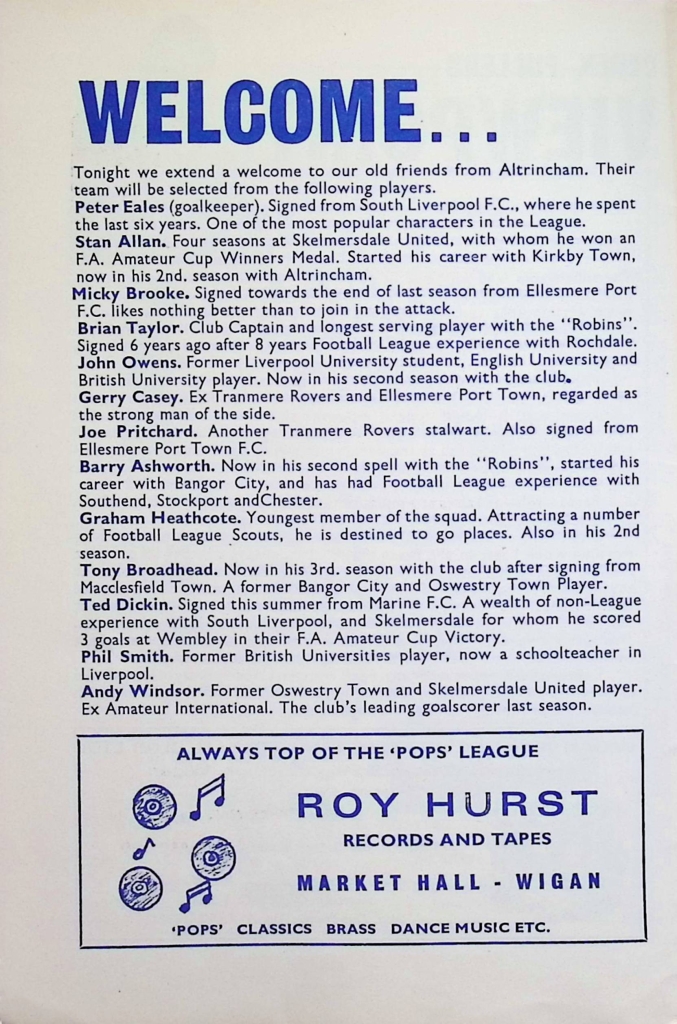 WELCOME...
Tonight we extend a welcome to our old friends from Altrincham. Their
team will be selected from the following players.
Peter Eales (goalkeeper). Signed from South Liverpool F.C., where he spent
the last six years. One of the most popular characters in the League.
Stan Allan. Four seasons at Skelmersdale United, with whom he won an
F.A. Amateur Cup Winners Medal. Started his career with Kirkby Town,
now in his 2nd. season with Altrincham.
Micky Brooke. Signed towards the end of last season from Ellesmere Port
F.C. likes nothing better than to join in the attack.
Brian Taylor. Club Captain and longest serving player with the "Robins".
Signed 6 years ago after 8 years Football League experience with Rochdale.
John Owens. Former Liverpool University student, English University and
British University player. Now in his second season with the club.
Gerry Casey. Ex Tranmere Rovers and Ellesmere Port Town, regarded as
the strong man of the side.
Joe Pritchard. Another Tranmere Rovers stalwart. Also signed from
Ellesmere Port Town F.C.
Barry Ashworth. Now in his second spell with the "Robins", started his
career with Bangor City, and has had Football League experience with
Southend, Stockport andChester.
Graham Heathcote. Youngest member of the squad. Attracting a number
of Football League Scouts, he is destined to go places. Also in his 2nd
season.
Tony Broadhead. Now in his 3rd. season with the club after signing from
Macclesfield Town. A former Bangor City and Oswestry Town Player.
Ted Dickin. Signed this summer from Marine F.C. A wealth of non-League
experience with South Liverpool, and Skelmersdale for whom he scored
3 goals at Wembley in their F.A. Amateur Cup Victory.
Phil Smith. Former British Universities player, now a schoolteacher in
Liverpool.
Andy Windsor. Former Oswestry Town and Skelmersdale United player.
Ex Amateur International. The club's leading goalscorer last season.
ALWAYS TOP OF THE 'POPS' LEAGUE
ROY HURST
RECORDS AND TAPES
MARKET HALL - WIGAN
'POPS' CLASSICS BRASS DANCE MUSIC ETC.